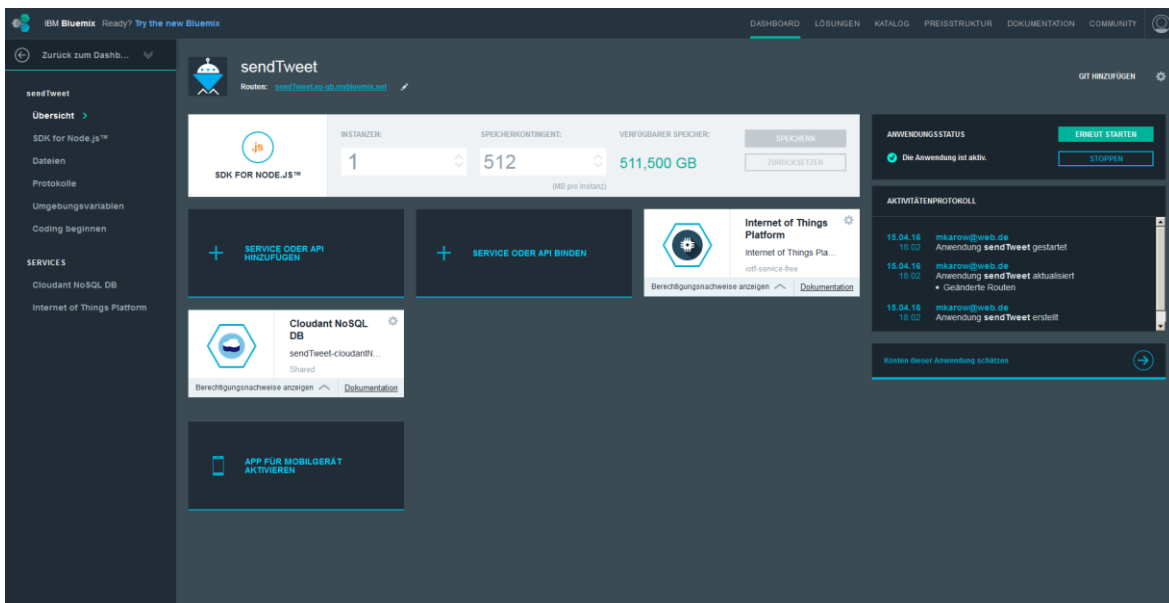 IBM Bluemix Ready? Try the new Bluemix
DASHBOARD LÖSUNGEN KATALOG PREISSTRUKTUR DOKUMENTATION COMMUNITY
Zurück zum Dashb...
sendTweet
Übersicht >
SDK for Node.js™
Dateien
Protokolle
Umgebungsvariablen
Coding beginnen
SERVICES
Cloudant NoSQL DB
Internet of Things Platform
sendTweet
Routen: sendTweet.eu-gb.mybluemix.net
GIT HINZUFÜGEN
.js
SDK FOR NODE.JS™
INSTANZEN:
1
SPEICHERKONTINGENT:
512
(MB pro Instanz)
VERFÜGBARER SPEICHER:
511,500 GB
SPEICHERN
ZURÜCKSETZEN
SERVICE ODER API
HINZUFÜGEN
SERVICE ODER API BINDEN
Internet of Things
Platform
Internet of Things Pla...
iotf-service-free
Berechtigungsnachweise anzeigen Dokumentation
Cloudant NoSQL
DB
sendTweet-cloudantN...
Shared
Berechtigungsnachweise anzeigen Dokumentation
APP FÜR MOBILGERÄT
AKTIVIEREN
ANWENDUNGSSTATUS
ERNEUT STARTEN
Die Anwendung ist aktiv.
STOPPEN
AKTIVITÄTENPROTOKOLL
15.04.16 mkarow@web.de
18:02 Anwendung sendTweet gestartet
15.04.16 mkarow@web.de
18:02 Anwendung sendTweet aktualisiert
• Geänderte Routen
15.04.16 mkarow@web.de
18:02 Anwendung sendTweet erstellt
Kosten dieser Anwendung schätzen